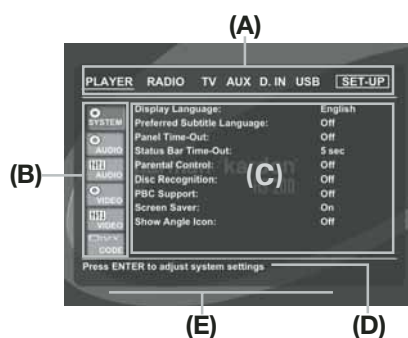 (A)
PLAYER RADIO TV AUX D. IN USB SET-UP
Display Language: English
Preferred Subtitle Language: Off
Panel Time-Out: Off
Status Bar Time-Out: 5 sec
Parental Control: Off
Disc Recognition: Off
PBC Support: Off
Screen Saver: On
Show Angle Icon: Off
SYSTEM
AUDIO
AUDIO
VIDEO
VIDEO
CODE
(B)
(C)
Press ENTER to adjust system settings
(E)
(D)